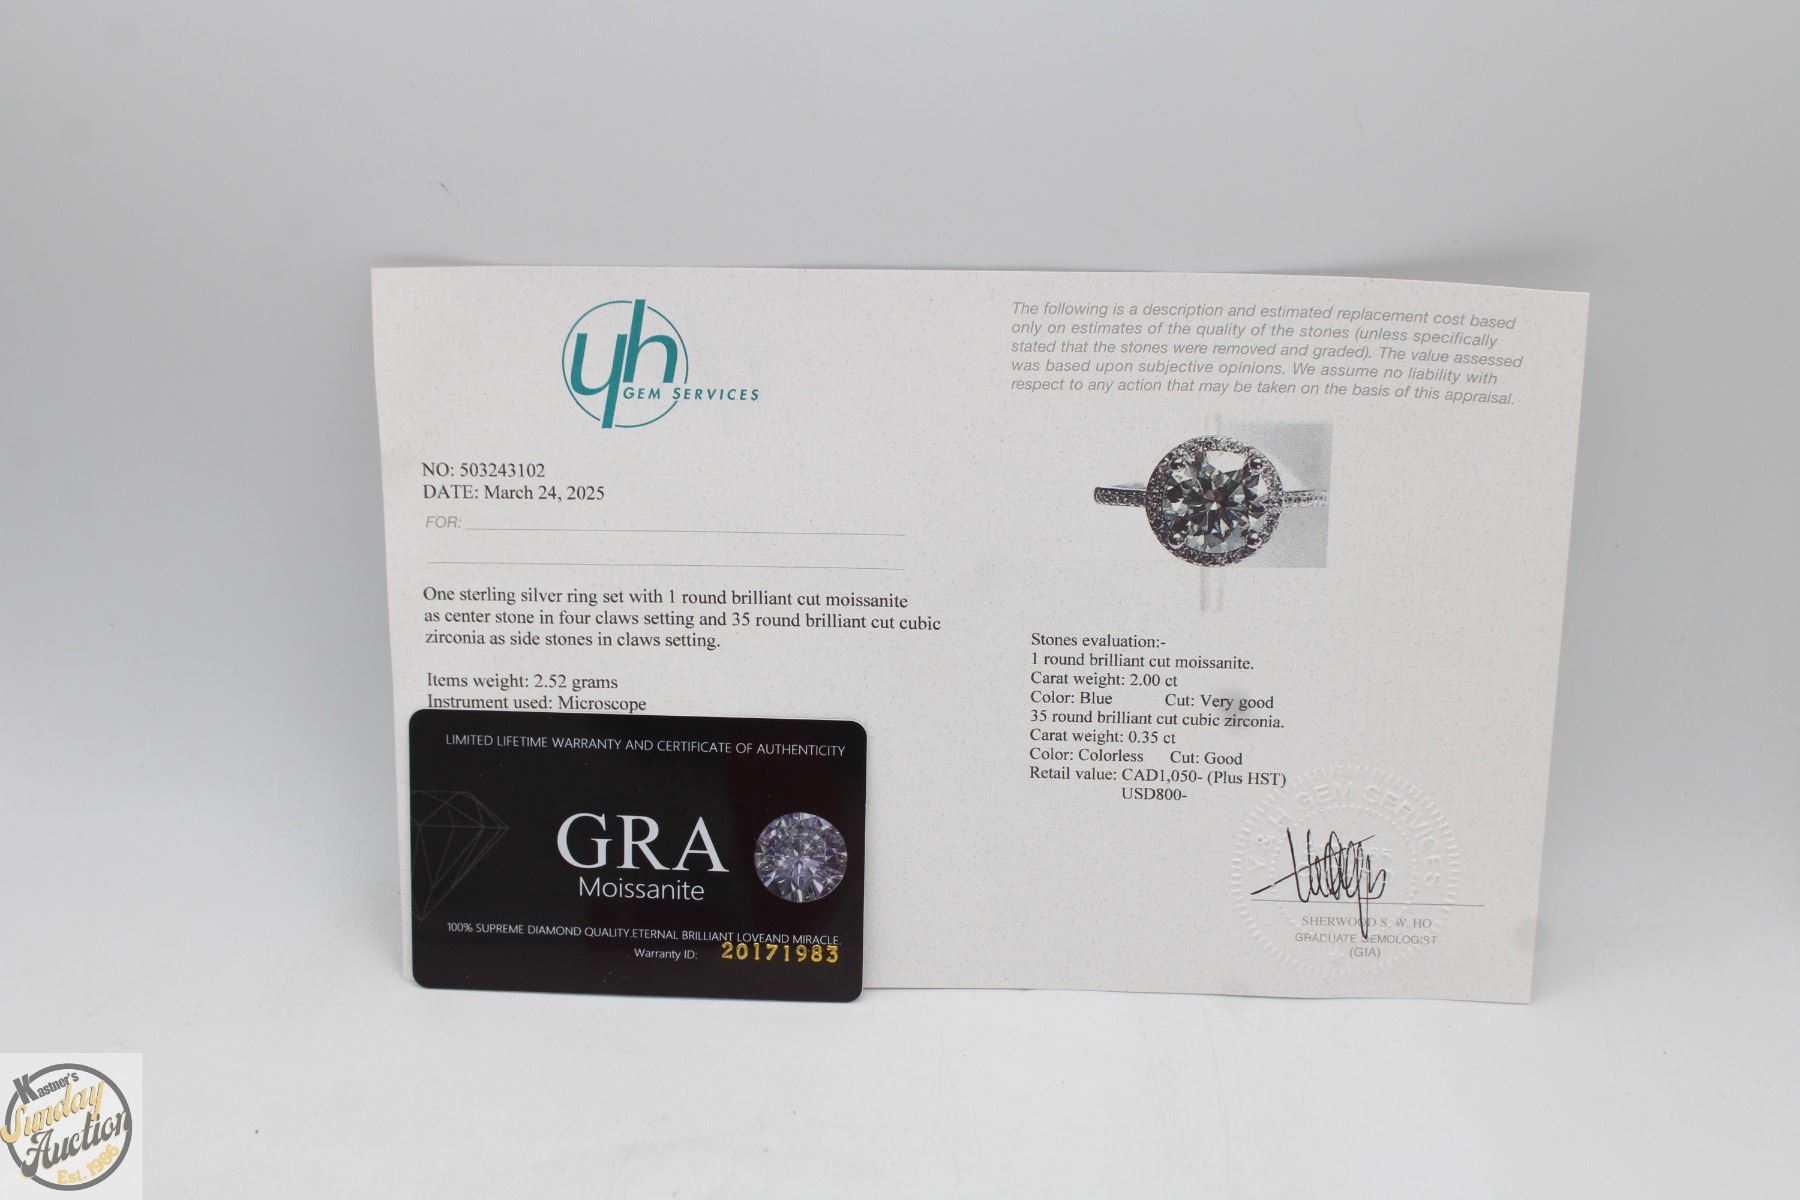 yh
GEM SERVICES
NO: 503243102
DATE: March 24, 2025
FOR:
One sterling silver ring set with 1 round brilliant cut moissanite
as center stone in four claws setting and 35 round brilliant cut cubic
zirconia as side stones in claws setting.
Items weight: 2.52 grams
Instrument used: Microscope
The following is a description and estimated replacement cost based
only on estimates of the quality of the stones (unless specifically
stated that the stones were removed and graded). The value assessed
was based upon subjective opinions. We assume no liability with
respect to any action that may be taken on the basis of this appraisal.
Stones evaluation:-
1 round brilliant cut moissanite.
Carat weight: 2.00 ct
Color: Blue Cut: Very good
35 round brilliant cut cubic zirconia.
Carat weight: 0.35 ct
Color: Colorless Cut: Good
Retail value: CAD1,050- (Plus HST)
USD800-
Y & H GEM SERVICES
SHERWOOD S. W. HO
GRADUATE GEMOLOGIST
(GIA)
LIMITED LIFETIME WARRANTY AND CERTIFICATE OF AUTHENTICITY
GRA
Moissanite
100% SUPREME DIAMOND QUALITY.ETERNAL BRILLIANT LOVEAND MIRACLE.
Warranty ID: 20171983
Kastner's
Sunday
Auction
Est. 1986